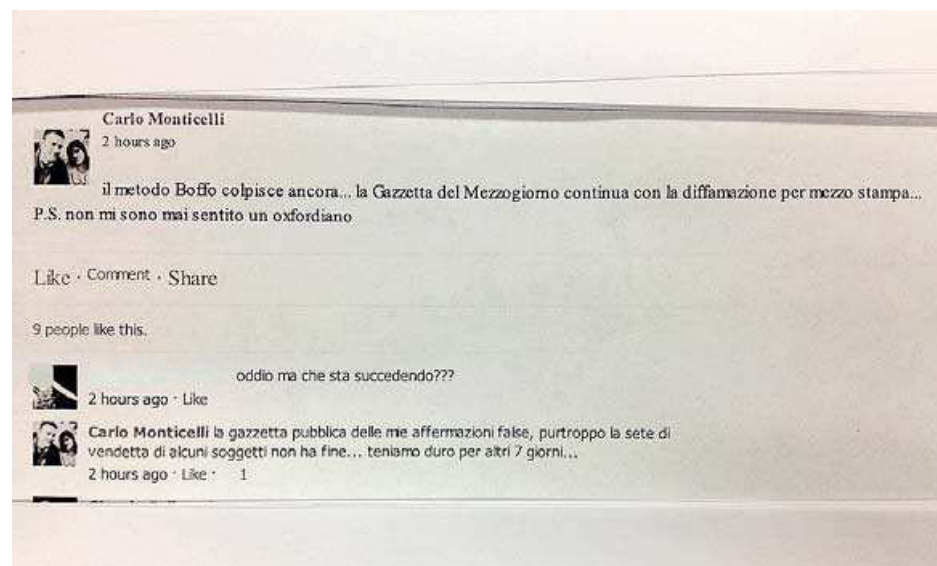 Carlo Monticelli
2 hours ago
il metodo Boffo colpisce ancora... la Gazzetta del Mezzogiorno continua con la diffamazione per mezzo stampa...
P.S. non mi sono mai sentito un oxfordiano
Like · Comment · Share
9 people like this.
oddio ma che sta succedendo???
2 hours ago · Like
Carlo Monticelli la gazzetta pubblica delle mie affermazioni false, purtroppo la sete di
vendetta di alcuni soggetti non ha fine... teniamo duro per altri 7 giorni...
2 hours ago · Like · 1